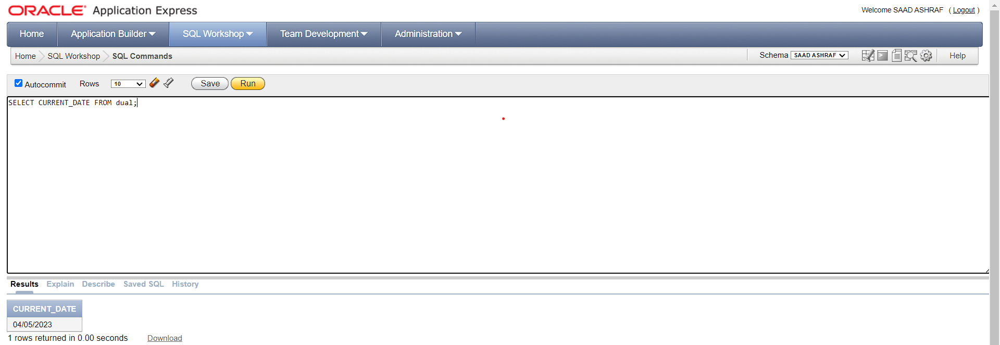 ORACLE Application Express
Welcome SAAD ASHRAF ( Logout )
Home Application Builder SQL Workshop Team Development Administration
Home SQL Workshop SQL Commands Schema SAAD ASHRAF Help
Autocommit Rows 10 Save Run
SELECT CURRENT_DATE FROM dual;
Results Explain Describe Saved SQL History
CURRENT_DATE
04/05/2023
1 rows returned in 0.00 seconds Download